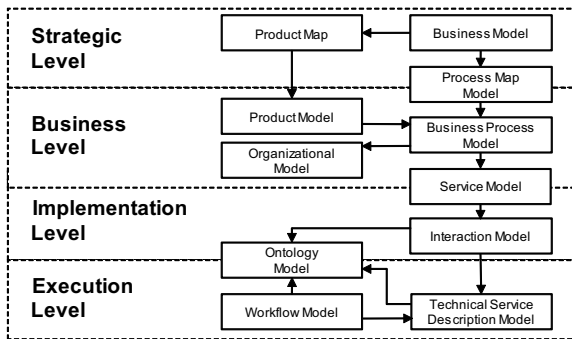 Strategic
Level
Product Map
Business Model
Process Map
Model
Business
Level
Product Model
Business Process
Model
Organizational
Model
Service Model
Implementation
Level
Interaction Model
Ontology
Model
Execution
Level
Workflow Model
Technical Service
Description Model